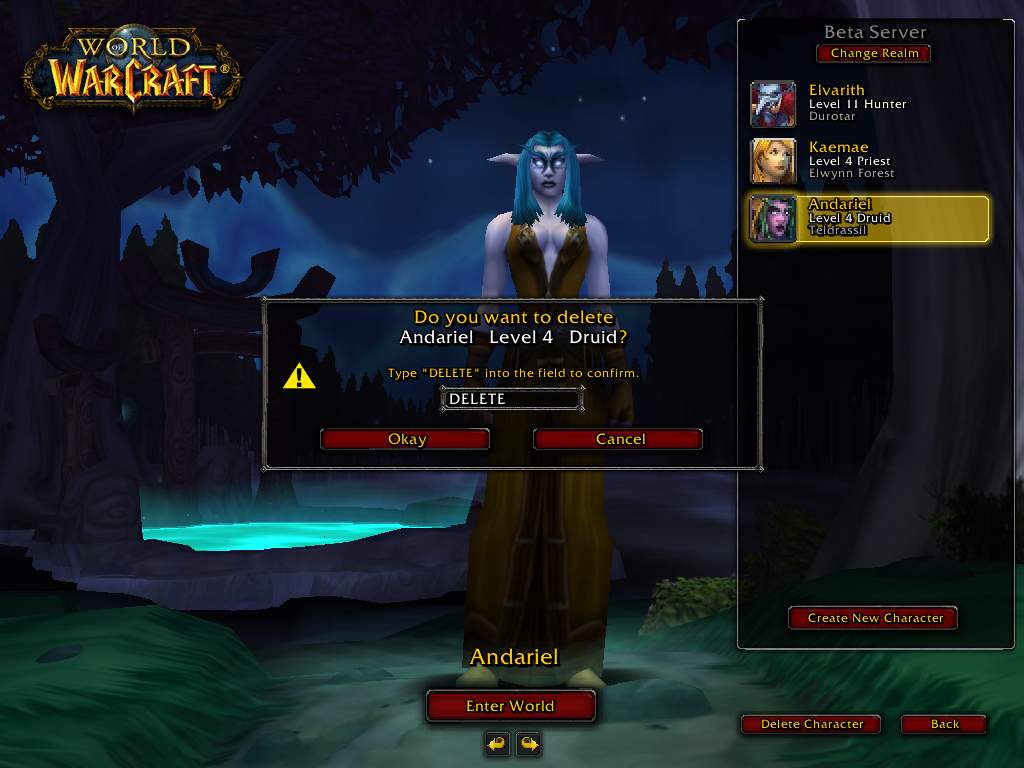 WORLD
OF
WARCRAFT®
Beta Server
Change Realm
Elvarith
Level 11 Hunter
Durotar
Kaemae
Level 4 Priest
Elwynn Forest
Andariel
Level 4 Druid
Teldrassil
Do you want to delete
Andariel Level 4 Druid?
Type "DELETE" into the field to confirm.
DELETE
Okay Cancel
Create New Character
Andariel
Enter World
Delete Character Back